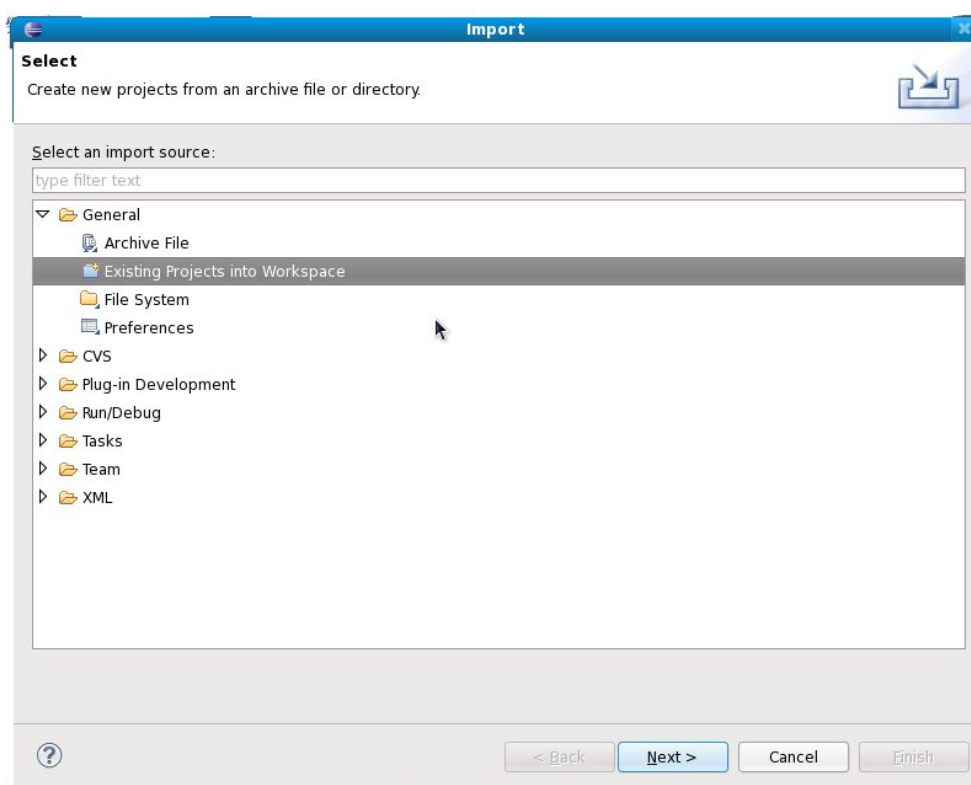 Import
Select
Create new projects from an archive file or directory.
Select an import source:
type filter text
General
Archive File
Existing Projects into Workspace
File System
Preferences
CVS
Plug-in Development
Run/Debug
Tasks
Team
XML
< Back Next > Cancel Finish